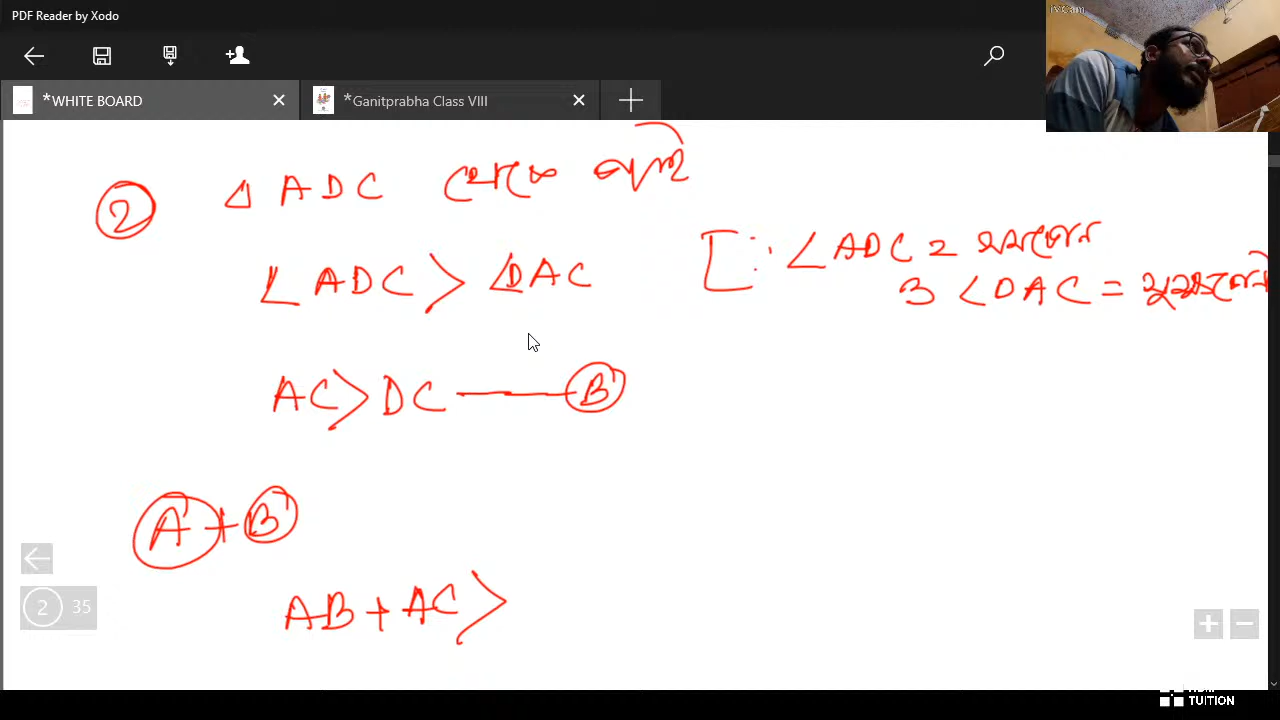 PDF Reader by Xodo
iVCam
*WHITE BOARD
*Ganitprabha Class VIII
② △ ADC থেকে পাই
∠ADC > ∠DAC [∵ ∠ADC = সমকোণ
ও ∠DAC = সূক্ষ্মকোণ
AC > DC — Ⓑ
Ⓐ + Ⓑ
2 35
AB + AC >
TUITION